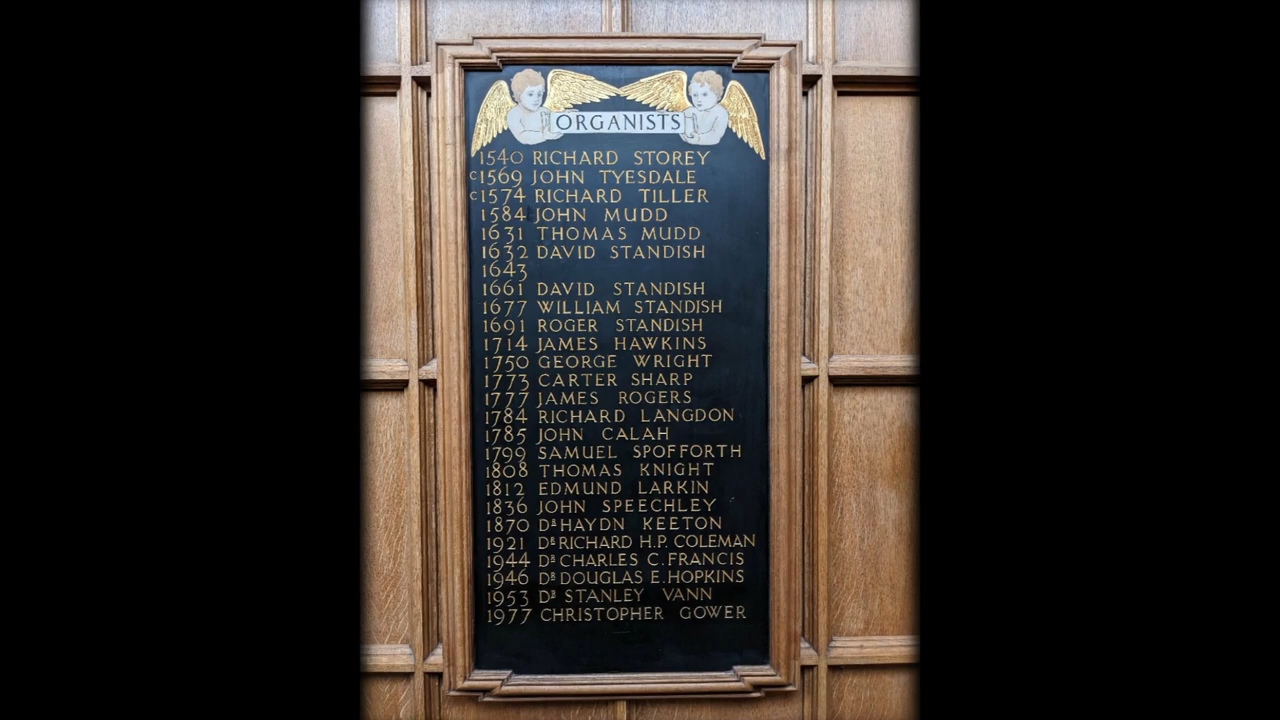 ORGANISTS
1540 RICHARD STOREY
c1569 JOHN TYESDALE
c1574 RICHARD TILLER
1584 JOHN MUDD
1631 THOMAS MUDD
1632 DAVID STANDISH
1643
1661 DAVID STANDISH
1677 WILLIAM STANDISH
1691 ROGER STANDISH
1714 JAMES HAWKINS
1750 GEORGE WRIGHT
1773 CARTER SHARP
1777 JAMES ROGERS
1784 RICHARD LANGDON
1785 JOHN CALAH
1799 SAMUEL SPOFFORTH
1808 THOMAS KNIGHT
1812 EDMUND LARKIN
1836 JOHN SPEECHLEY
1870 DR HAYDN KEETON
1921 DR RICHARD H.P. COLEMAN
1944 DR CHARLES C. FRANCIS
1946 DR DOUGLAS E. HOPKINS
1953 DR STANLEY VANN
1977 CHRISTOPHER GOWER